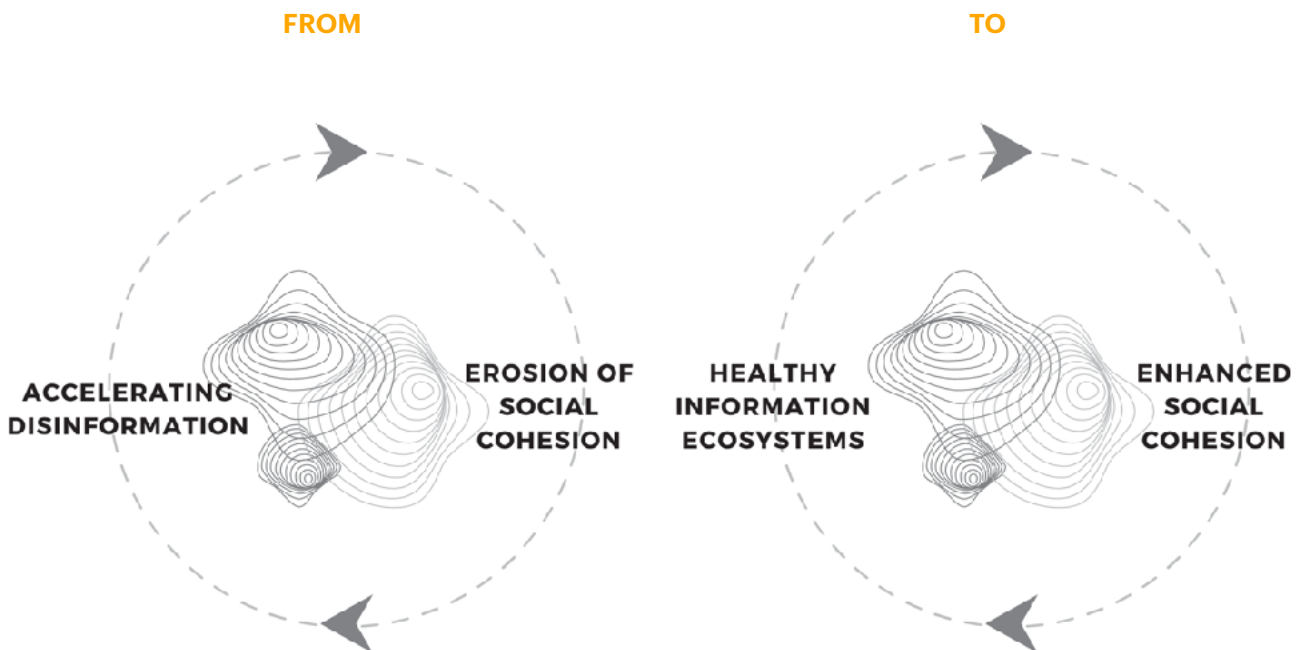 FROM
ACCELERATING
DISINFORMATION
EROSION OF
SOCIAL
COHESION
TO
HEALTHY
INFORMATION
ECOSYSTEMS
ENHANCED
SOCIAL
COHESION